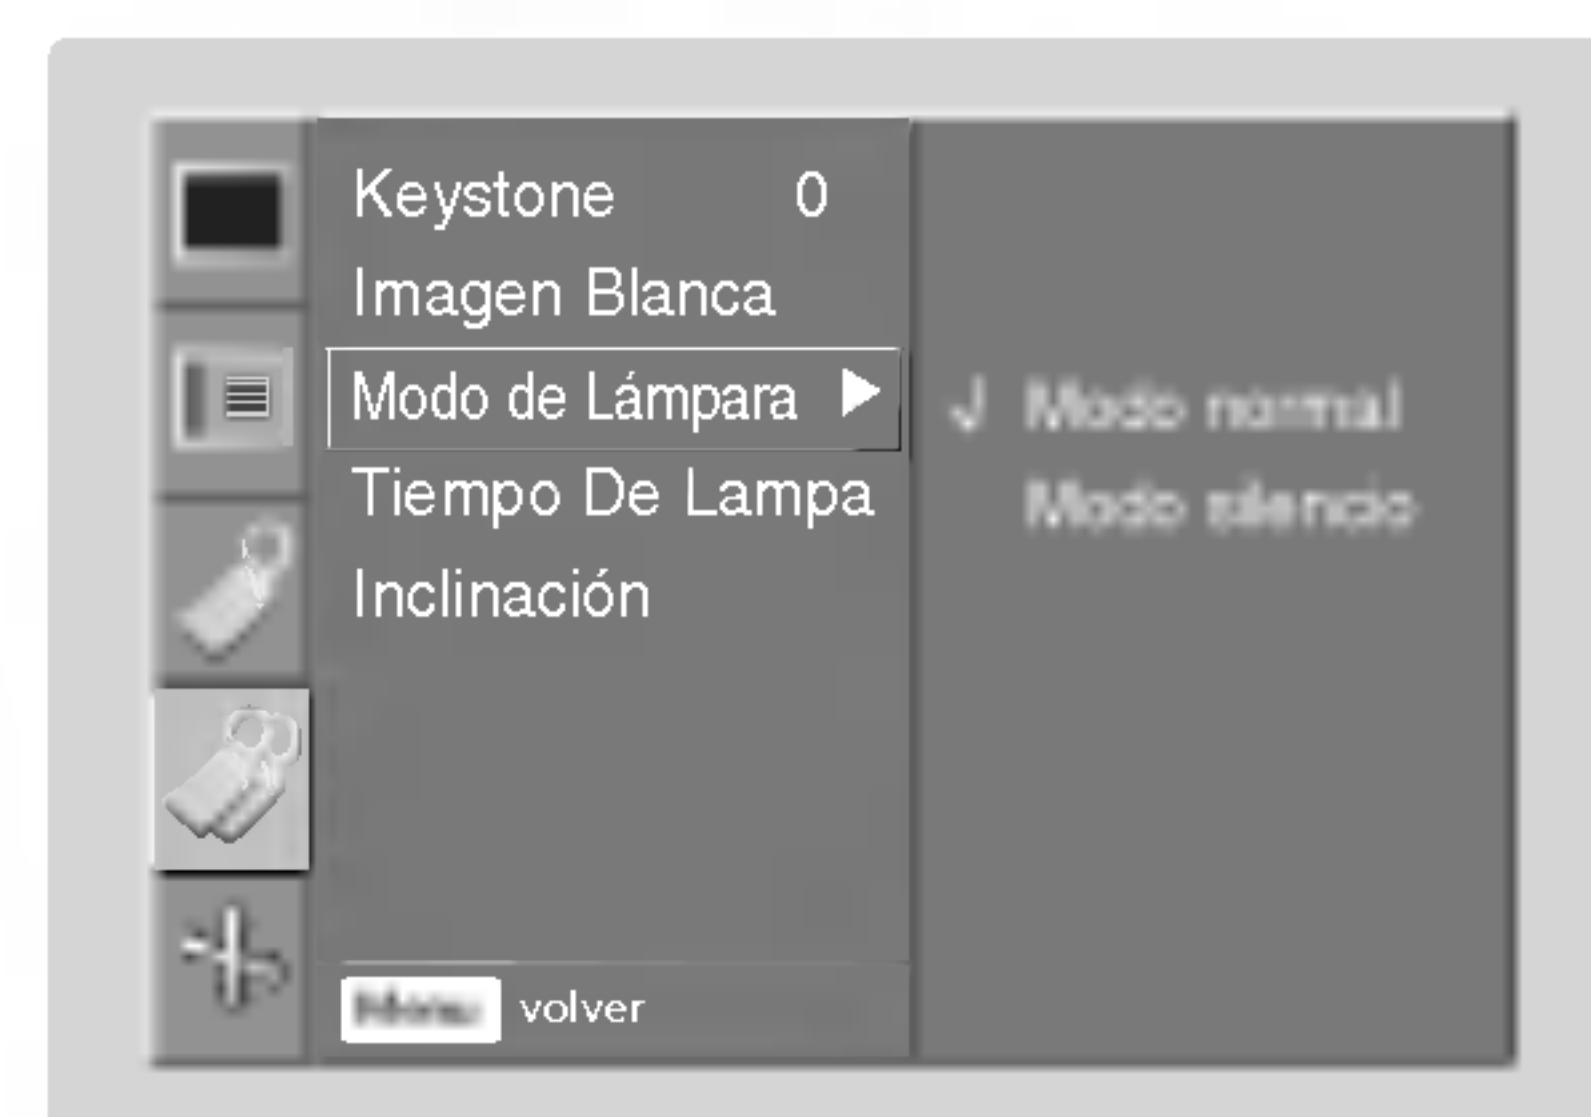 Keystone 0
Imagen Blanca
Modo de Lámpara ▶
✓ Modo normal
Tiempo De Lampa
Modo silencio
Inclinación
Menu volver